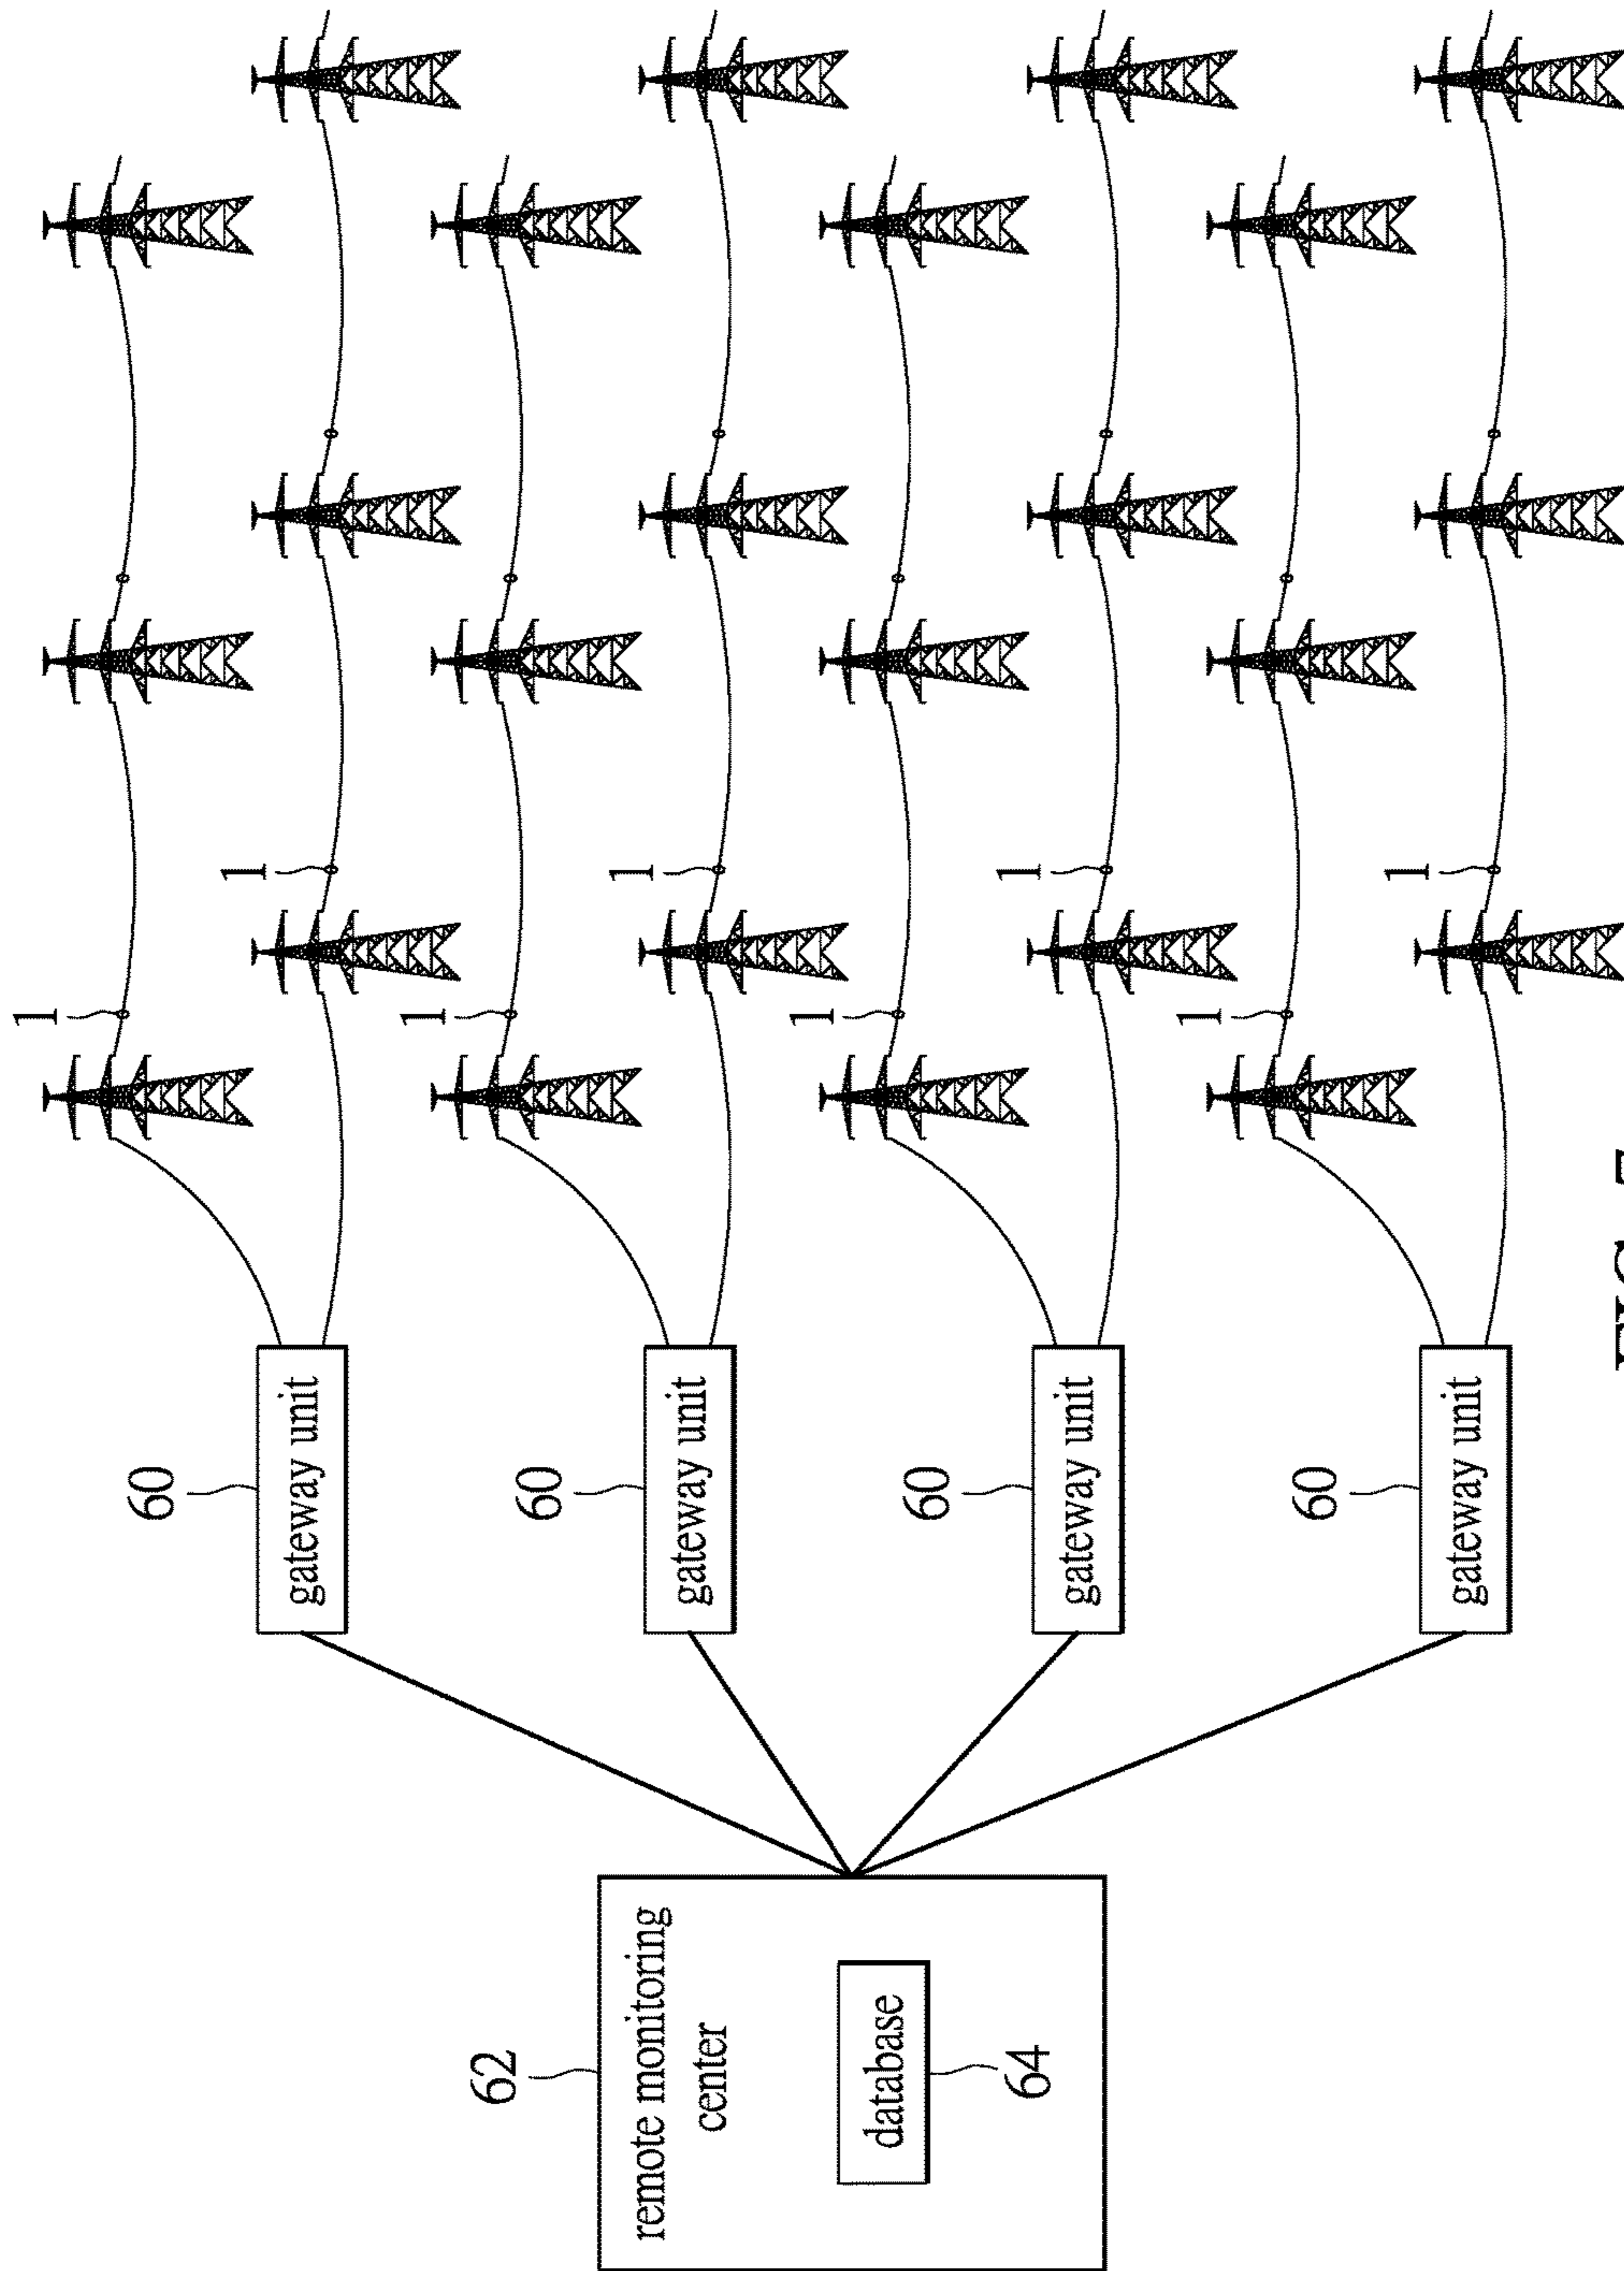 1
60
1
gateway unit
1
62
60
1
remote monitoring
center
gateway unit
1
database
64
60
1
gateway unit
1
60
1
gateway unit
FIG.